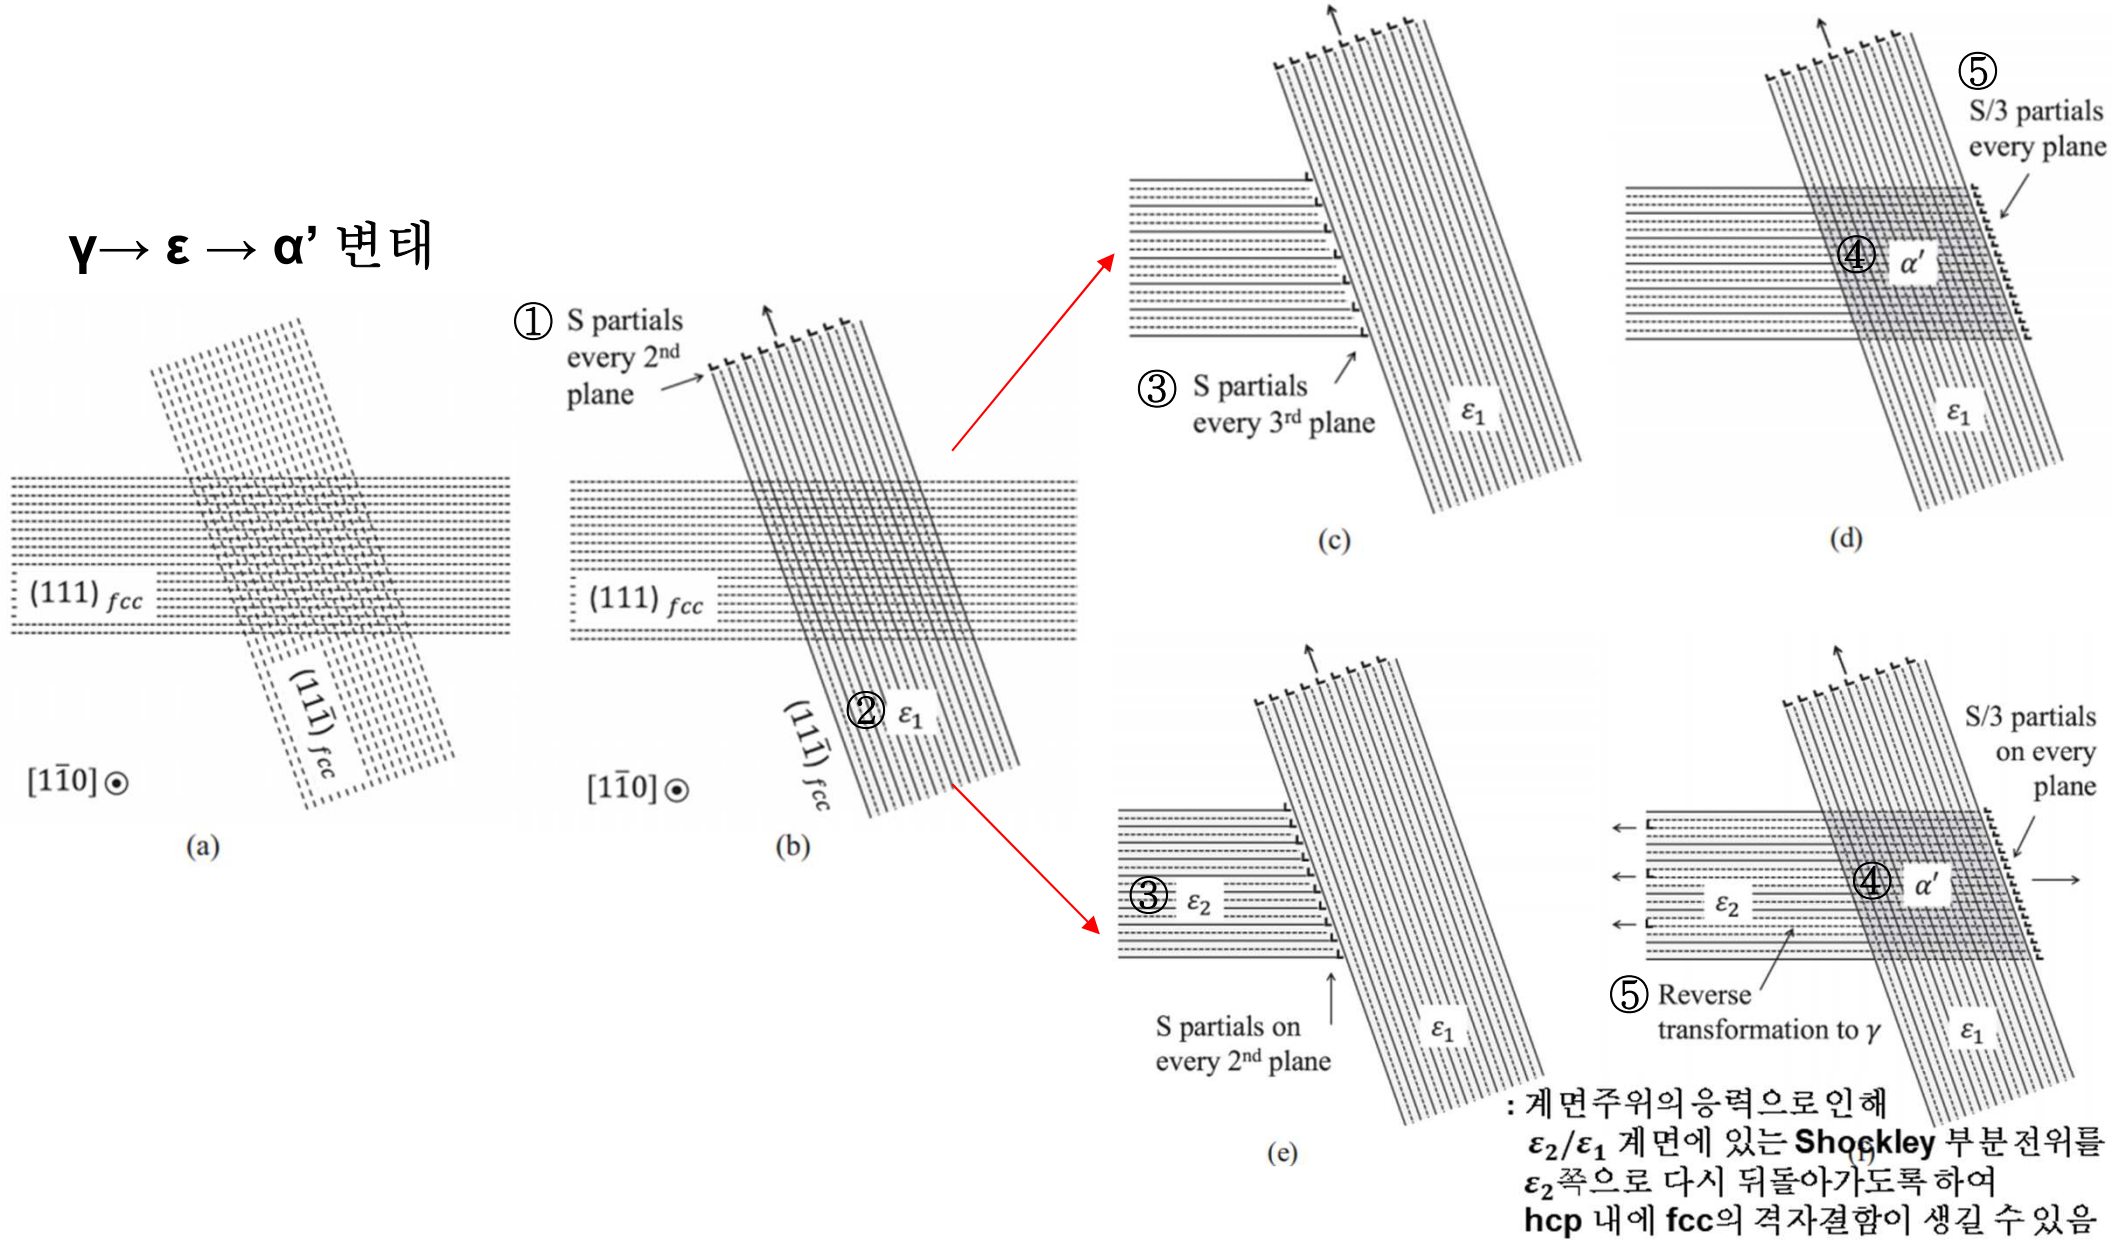 γ→ ε → α’ 변태
(111) fcc
(111̅) fcc
[11̅0]⊙
(a)
① S partials
every 2nd
plane
(111) fcc
② ε1
(111̅) fcc
[11̅0]⊙
(b)
③ S partials
every 3rd plane
ε1
(c)
⑤
S/3 partials
every plane
④ α′
ε1
(d)
③ ε2
S partials on
every 2nd plane
ε1
(e)
S/3 partials
on every
plane
④ α′
ε2
⑤ Reverse
transformation to γ
ε1
(f)
: 계면주위의 응력으로 인해
ε2/ε1 계면에 있는 Shockley 부분전위를
ε2쪽으로 다시 뒤돌아가도록 하여
hcp 내에 fcc의 격자결함이 생길 수 있음